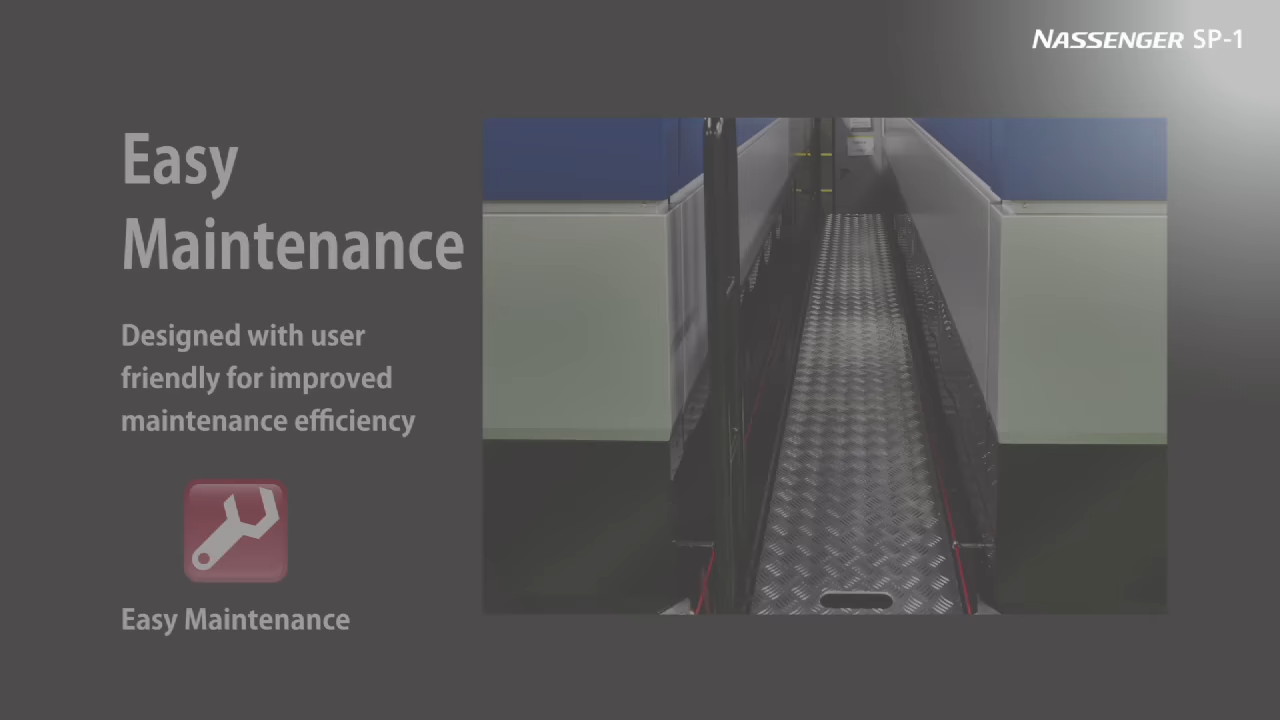 NASSENGER SP-1
Easy
Maintenance
Designed with user
friendly for improved
maintenance efficiency
Easy Maintenance